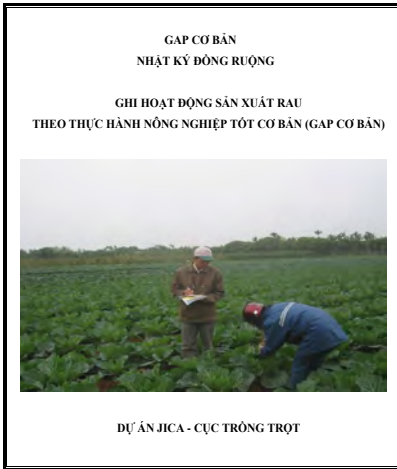 GAP CƠ BẢN
NHẬT KÝ ĐỒNG RUỘNG
GHI HOẠT ĐỘNG SẢN XUẤT RAU
THEO THỰC HÀNH NÔNG NGHIỆP TỐT CƠ BẢN (GAP CƠ BẢN)
DỰ ÁN JICA - CỤC TRỒNG TRỌT